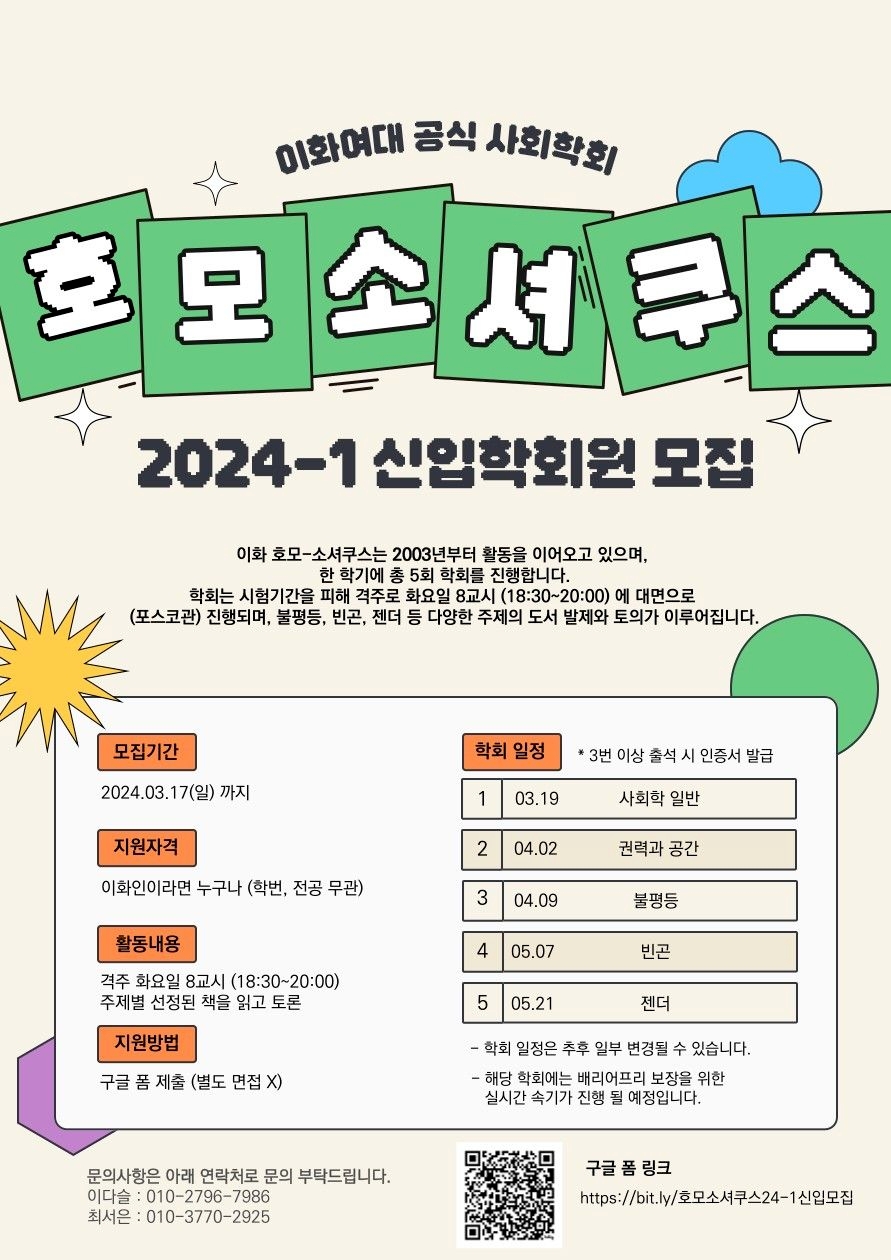 이화여대 공식 사회학회
호모소셔쿠스
2024-1 신입학회원 모집
이화 호모-소셔쿠스는 2003년부터 활동을 이어오고 있으며,
한 학기에 총 5회 학회를 진행합니다.
학회는 시험기간을 피해 격주로 화요일 8교시 (18:30~20:00) 에 대면으로
(포스코관) 진행되며, 불평등, 빈곤, 젠더 등 다양한 주제의 도서 발제와 토의가 이루어집니다.
모집기간
2024.03.17(일) 까지
지원자격
이화인이라면 누구나 (학번, 전공 무관)
활동내용
격주 화요일 8교시 (18:30~20:00)
주제별 선정된 책을 읽고 토론
지원방법
구글 폼 제출 (별도 면접 X)
학회 일정 * 3번 이상 출석 시 인증서 발급
1 03.19 사회학 일반
2 04.02 권력과 공간
3 04.09 불평등
4 05.07 빈곤
5 05.21 젠더
- 학회 일정은 추후 일부 변경될 수 있습니다.
- 해당 학회에는 배리어프리 보장을 위한
실시간 속기가 진행 될 예정입니다.
문의사항은 아래 연락처로 문의 부탁드립니다.
이다슬 : 010-2796-7986
최서은 : 010-3770-2925
구글 폼 링크
https://bit.ly/호모소셔쿠스24-1신입모집